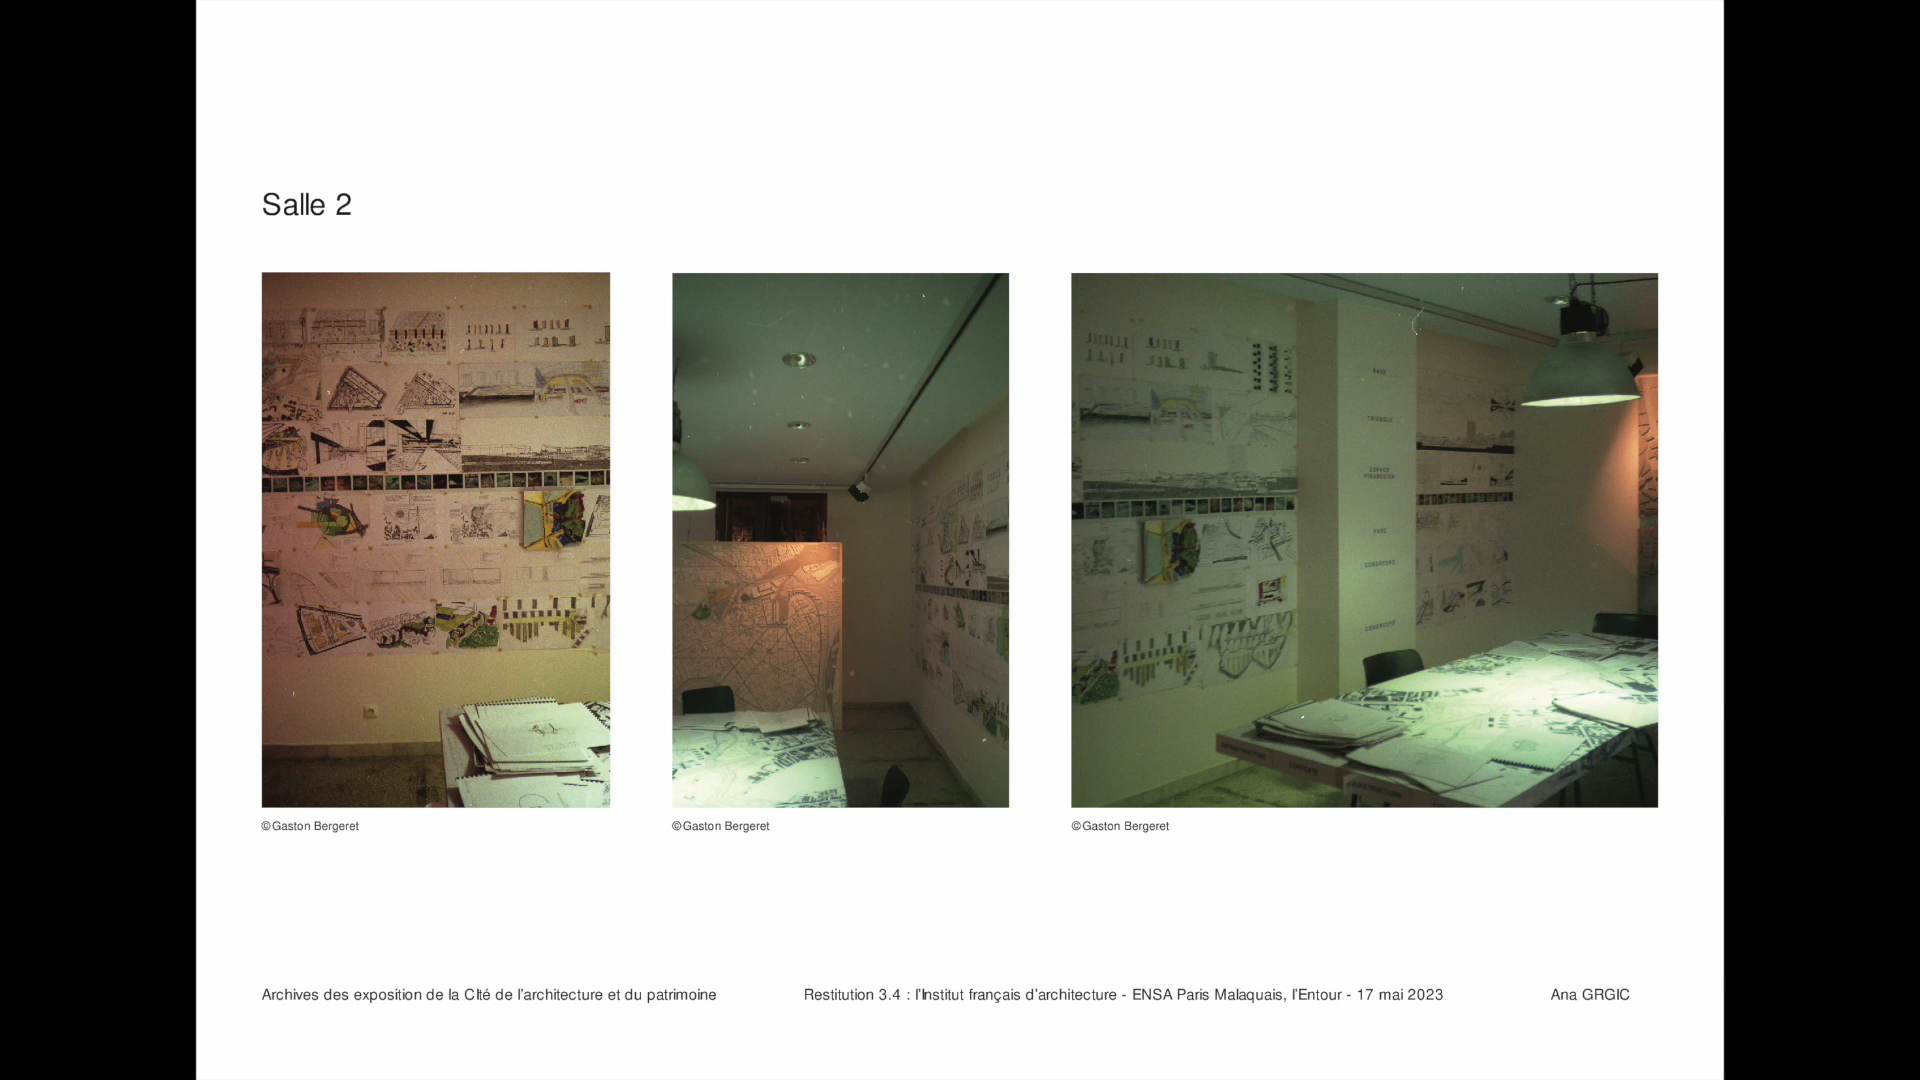 Salle 2
©Gaston Bergeret
©Gaston Bergeret
©Gaston Bergeret
Archives des exposition de la CIté de l'architecture et du patrimoine
Restitution 3.4 : l'Institut français d'architecture - ENSA Paris Malaquais, l'Entour - 17 mai 2023
Ana GRGIC